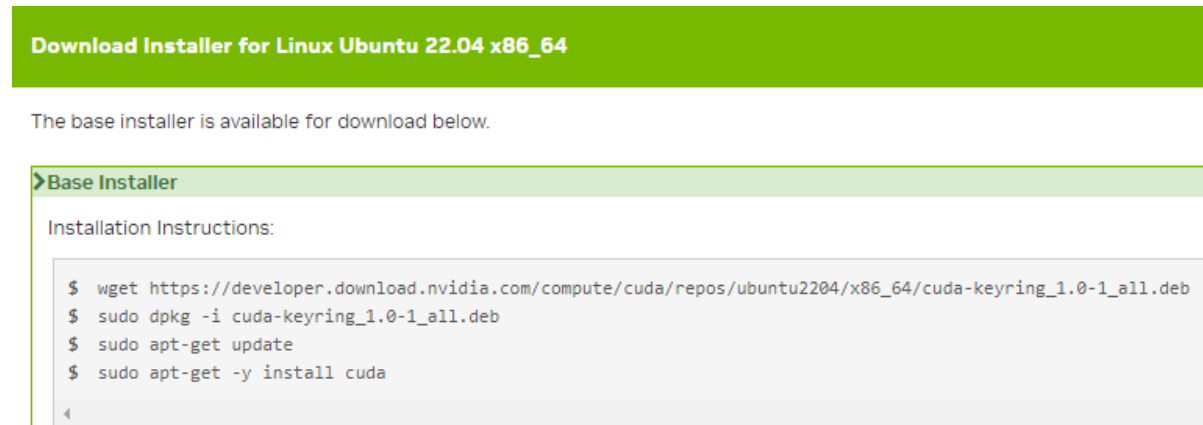 Download Installer for Linux Ubuntu 22.04 x86_64
The base installer is available for download below.
Base Installer
Installation Instructions:
$ wget https://developer.download.nvidia.com/compute/cuda/repos/ubuntu2204/x86_64/cuda-keyring_1.0-1_all.deb
$ sudo dpkg -i cuda-keyring_1.0-1_all.deb
$ sudo apt-get update
$ sudo apt-get -y install cuda